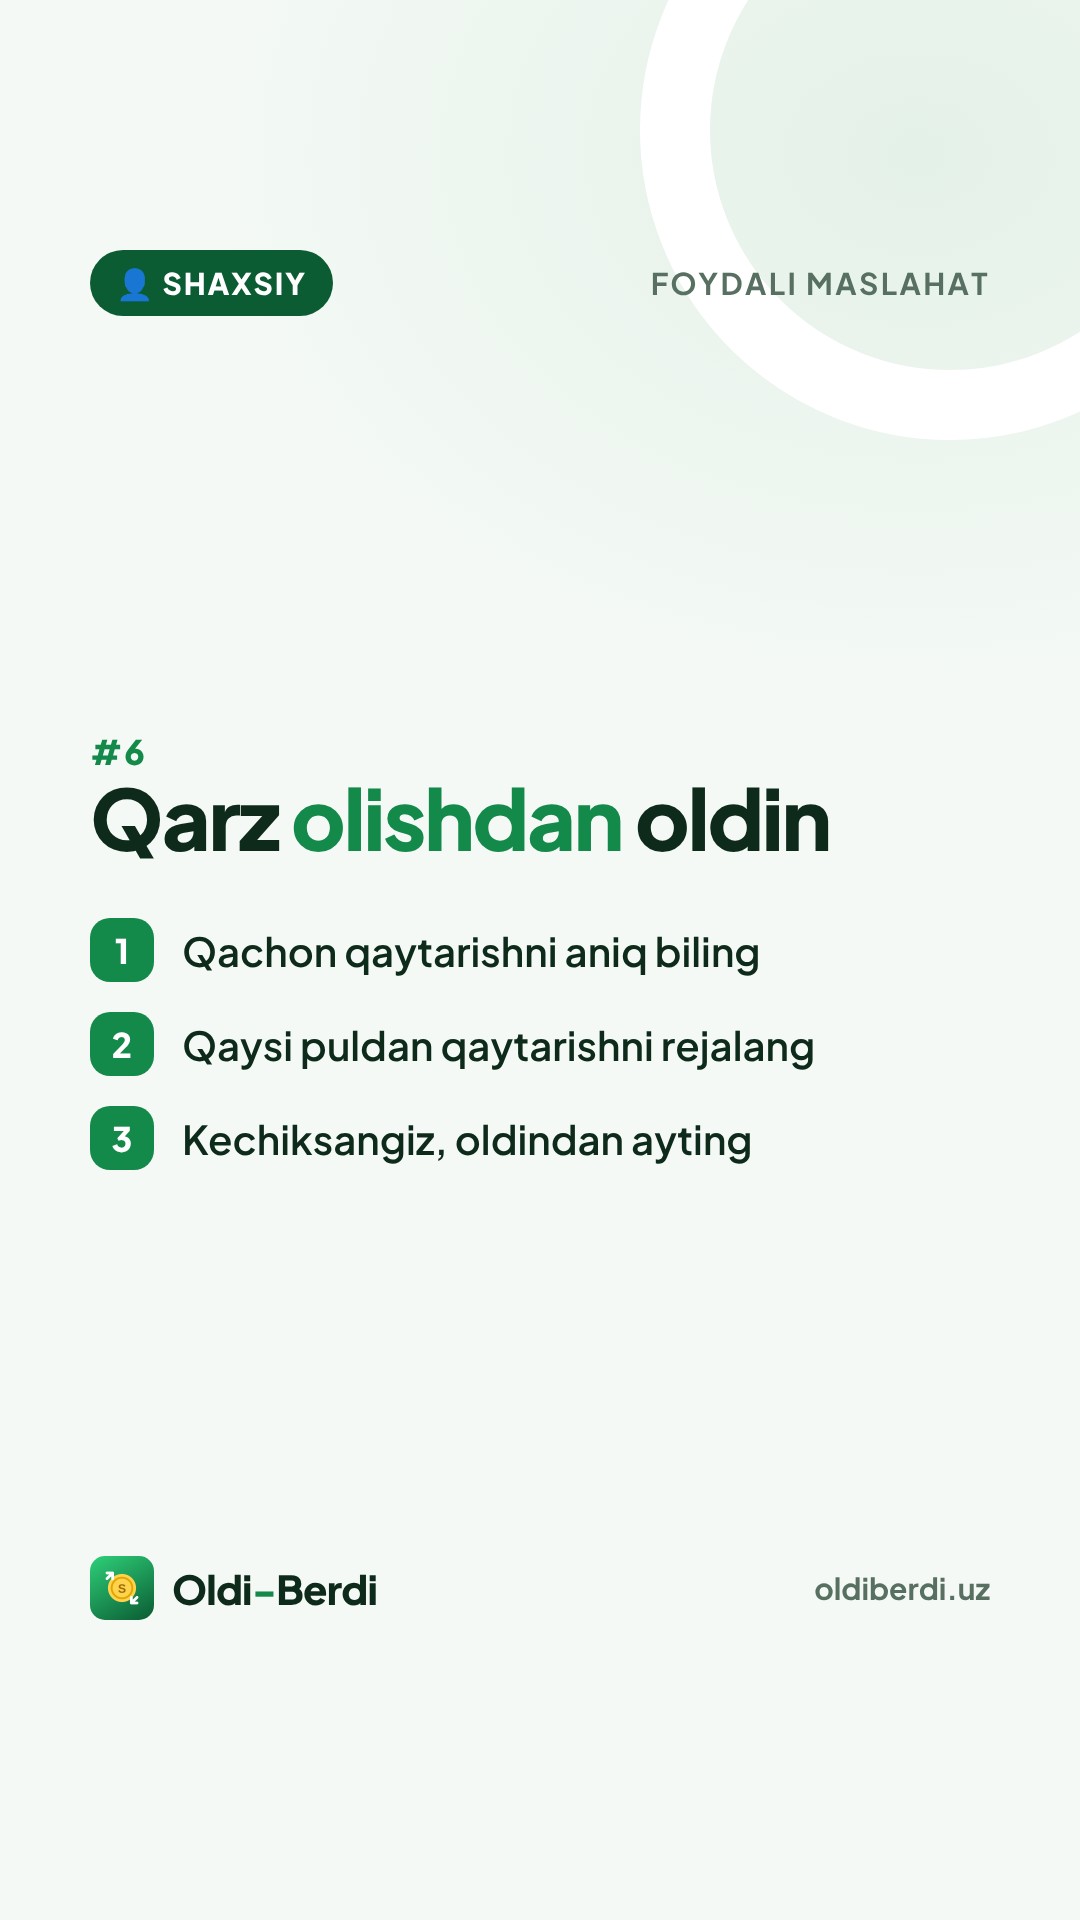 👤 SHAXSIY
FOYDALI MASLAHAT
#6
Qarz olishdan oldin
1 Qachon qaytarishni aniq biling
2 Qaysi puldan qaytarishni rejalang
3 Kechiksangiz, oldindan ayting
S
Oldi-Berdi
oldiberdi.uz